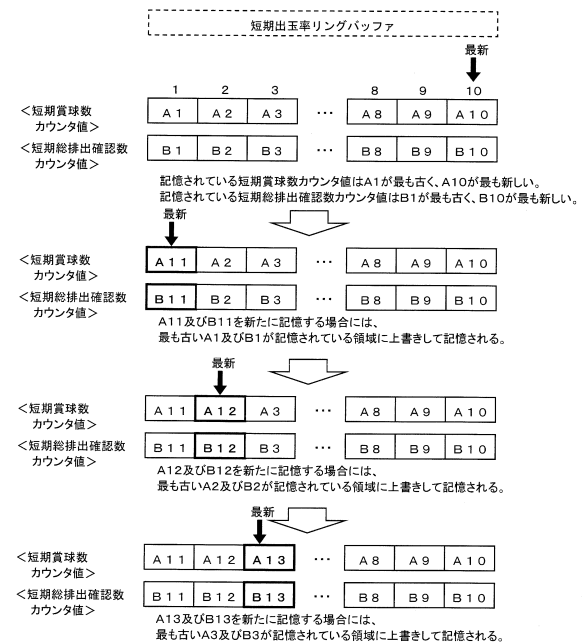 短期出玉率リングバッファ
最新
1 2 3 8 9 10
<短期賞球数
カウンタ値>
A1 A2 A3 … A8 A9 A10
<短期総排出確認数
カウンタ値>
B1 B2 B3 … B8 B9 B10
記憶されている短期賞球数カウンタ値はA1が最も古く、A10が最も新しい。
記憶されている短期総排出確認数カウンタ値はB1が最も古く、B10が最も新しい。
最新
<短期賞球数
カウンタ値>
A11 A2 A3 … A8 A9 A10
<短期総排出確認数
カウンタ値>
B11 B2 B3 … B8 B9 B10
A11及びB11を新たに記憶する場合には、
最も古いA1及びB1が記憶されている領域に上書きして記憶される。
最新
<短期賞球数
カウンタ値>
A11 A12 A3 … A8 A9 A10
<短期総排出確認数
カウンタ値>
B11 B12 B3 … B8 B9 B10
A12及びB12を新たに記憶する場合には、
最も古いA2及びB2が記憶されている領域に上書きして記憶される。
最新
<短期賞球数
カウンタ値>
A11 A12 A13 … A8 A9 A10
<短期総排出確認数
カウンタ値>
B11 B12 B13 … B8 B9 B10
A13及びB13を新たに記憶する場合には、
最も古いA3及びB3が記憶されている領域に上書きして記憶される。